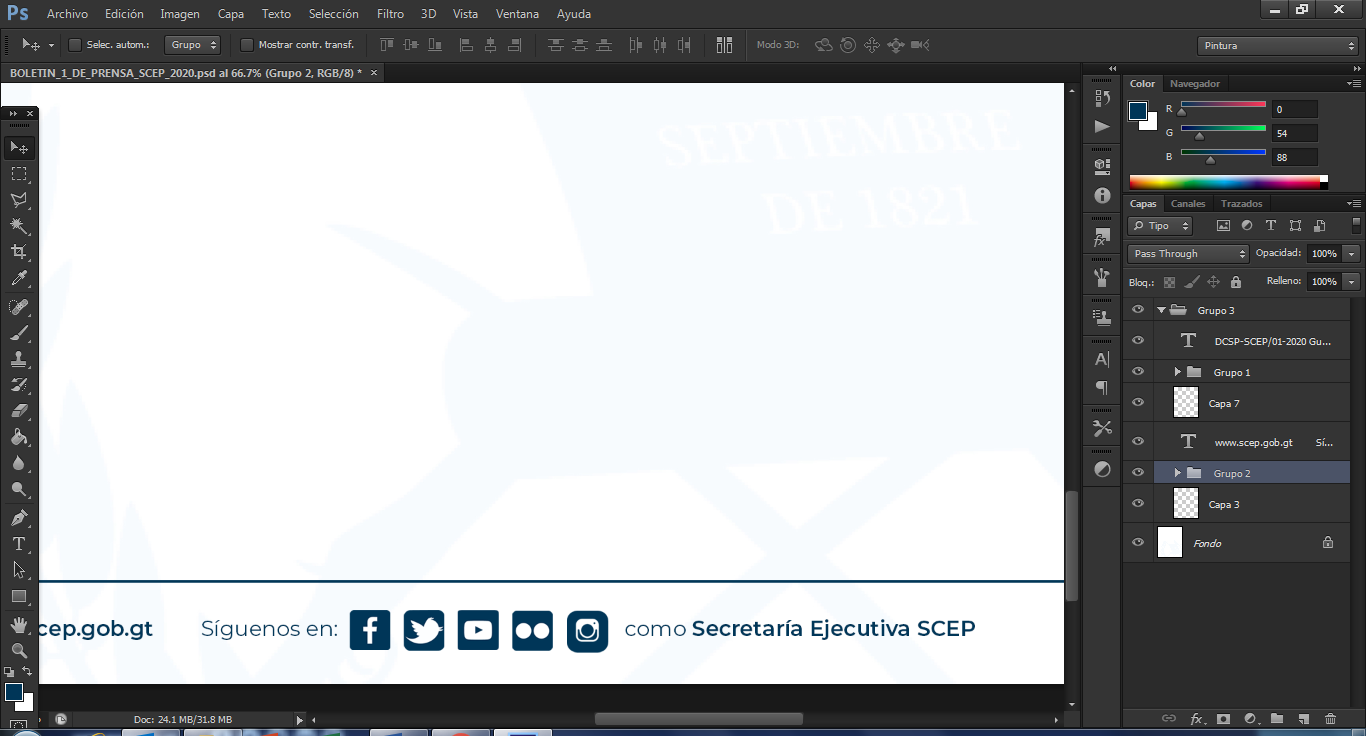 Ps Archivo Edición Imagen Capa Texto Selección Filtro 3D Vista Ventana Ayuda
Selec. autom.: Grupo Mostrar contr. transf. Modo 3D: Pintura
BOLETIN_1_DE_PRENSA_SCEP_2020.psd al 66.7% (Grupo 2, RGB/8) * ×
Color Navegador
R 0
G 54
B 88
Capas Canales Trazados
Tipo
Pass Through Opacidad: 100%
Bloq.: Relleno: 100%
Grupo 3
DCSP-SCEP/01-2020 Gu...
Grupo 1
Capa 7
www.scep.gob.gt Sí...
Grupo 2
Capa 3
Fondo
SEPTIEMBRE
DE 1821
cep.gob.gt Síguenos en: como Secretaría Ejecutiva SCEP
Doc: 24.1 MB/31.8 MB